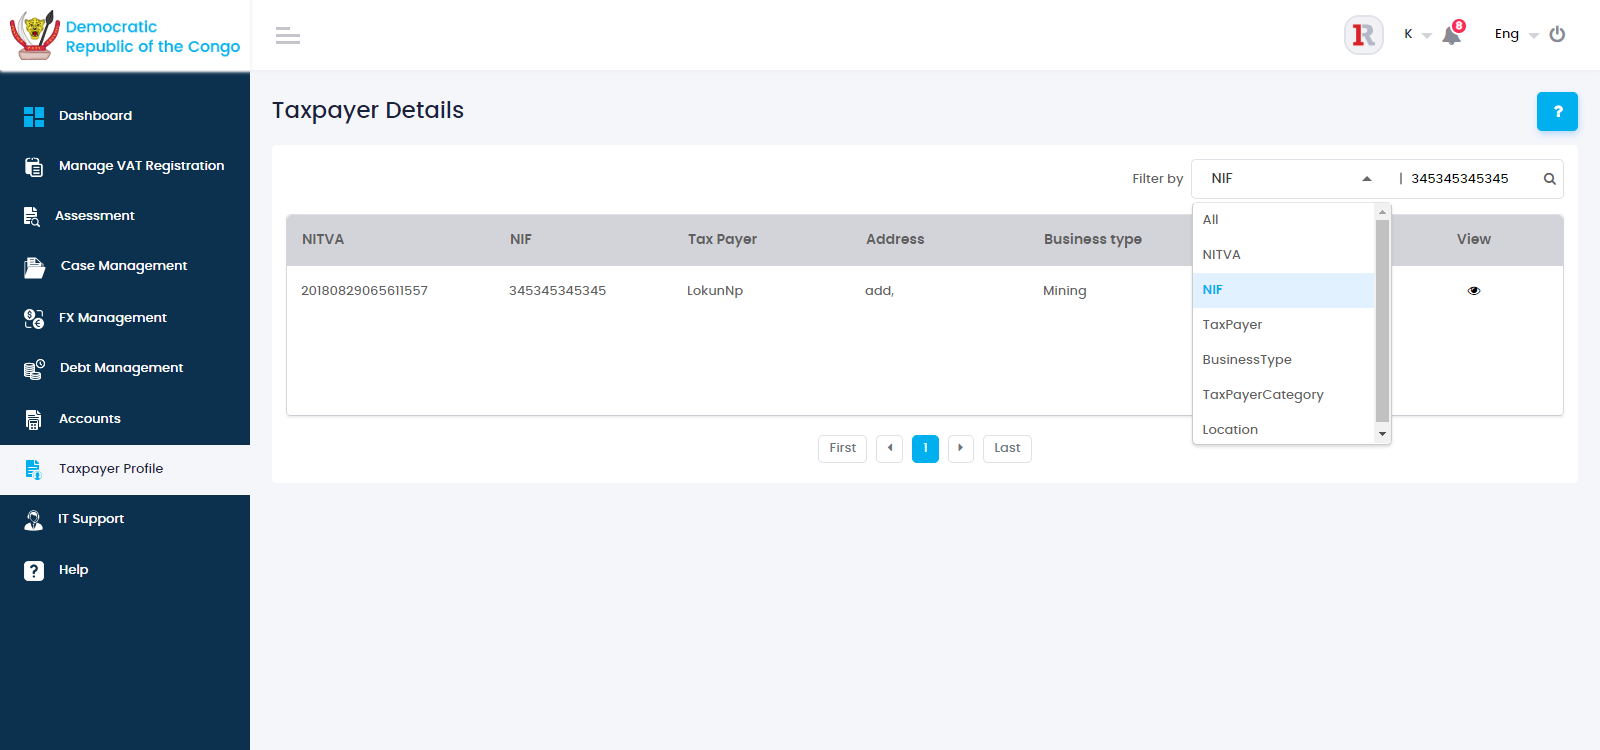 Democratic
Republic of the Congo
1R
K
8
Eng
Dashboard
Manage VAT Registration
Assessment
Case Management
FX Management
Debt Management
Accounts
Taxpayer Profile
IT Support
Help
Taxpayer Details
?
Filter by NIF | 345345345345
NITVA NIF Tax Payer Address Business type View
20180829065611557 345345345345 LokunNp add, Mining
All
NITVA
NIF
TaxPayer
BusinessType
TaxPayerCategory
Location
First 1 Last